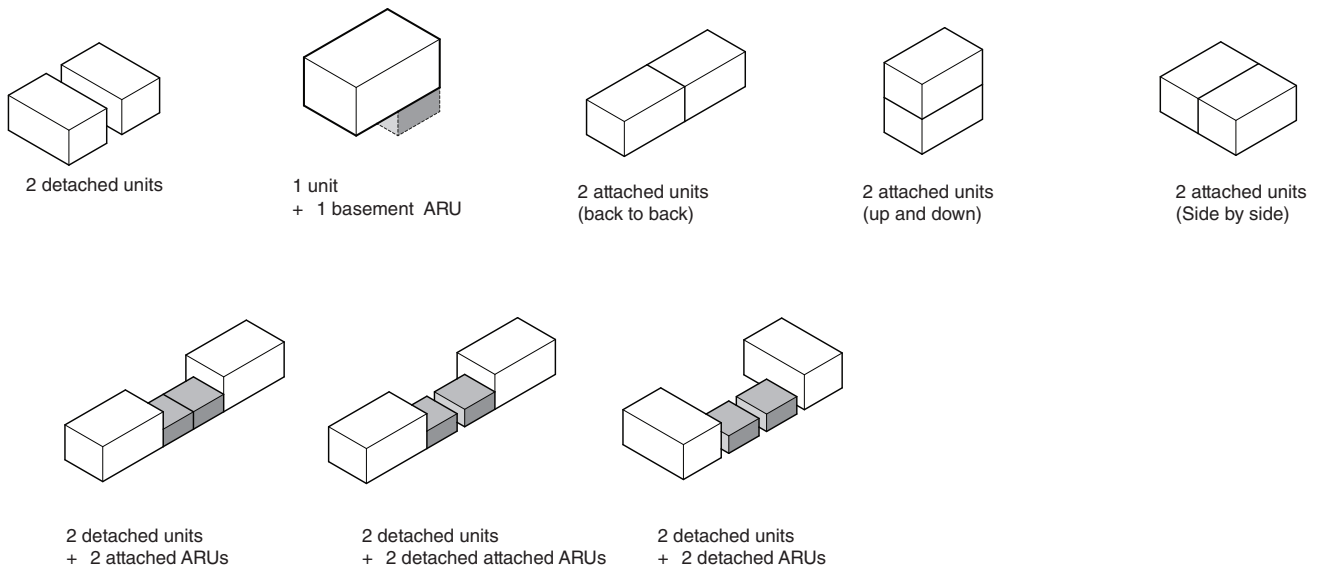 2 detached units
1 unit
+ 1 basement ARU
2 attached units
(back to back)
2 attached units
(up and down)
2 attached units
(Side by side)
2 detached units
+ 2 attached ARUs
2 detached units
+ 2 detached attached ARUs
2 detached units
+ 2 detached ARUs